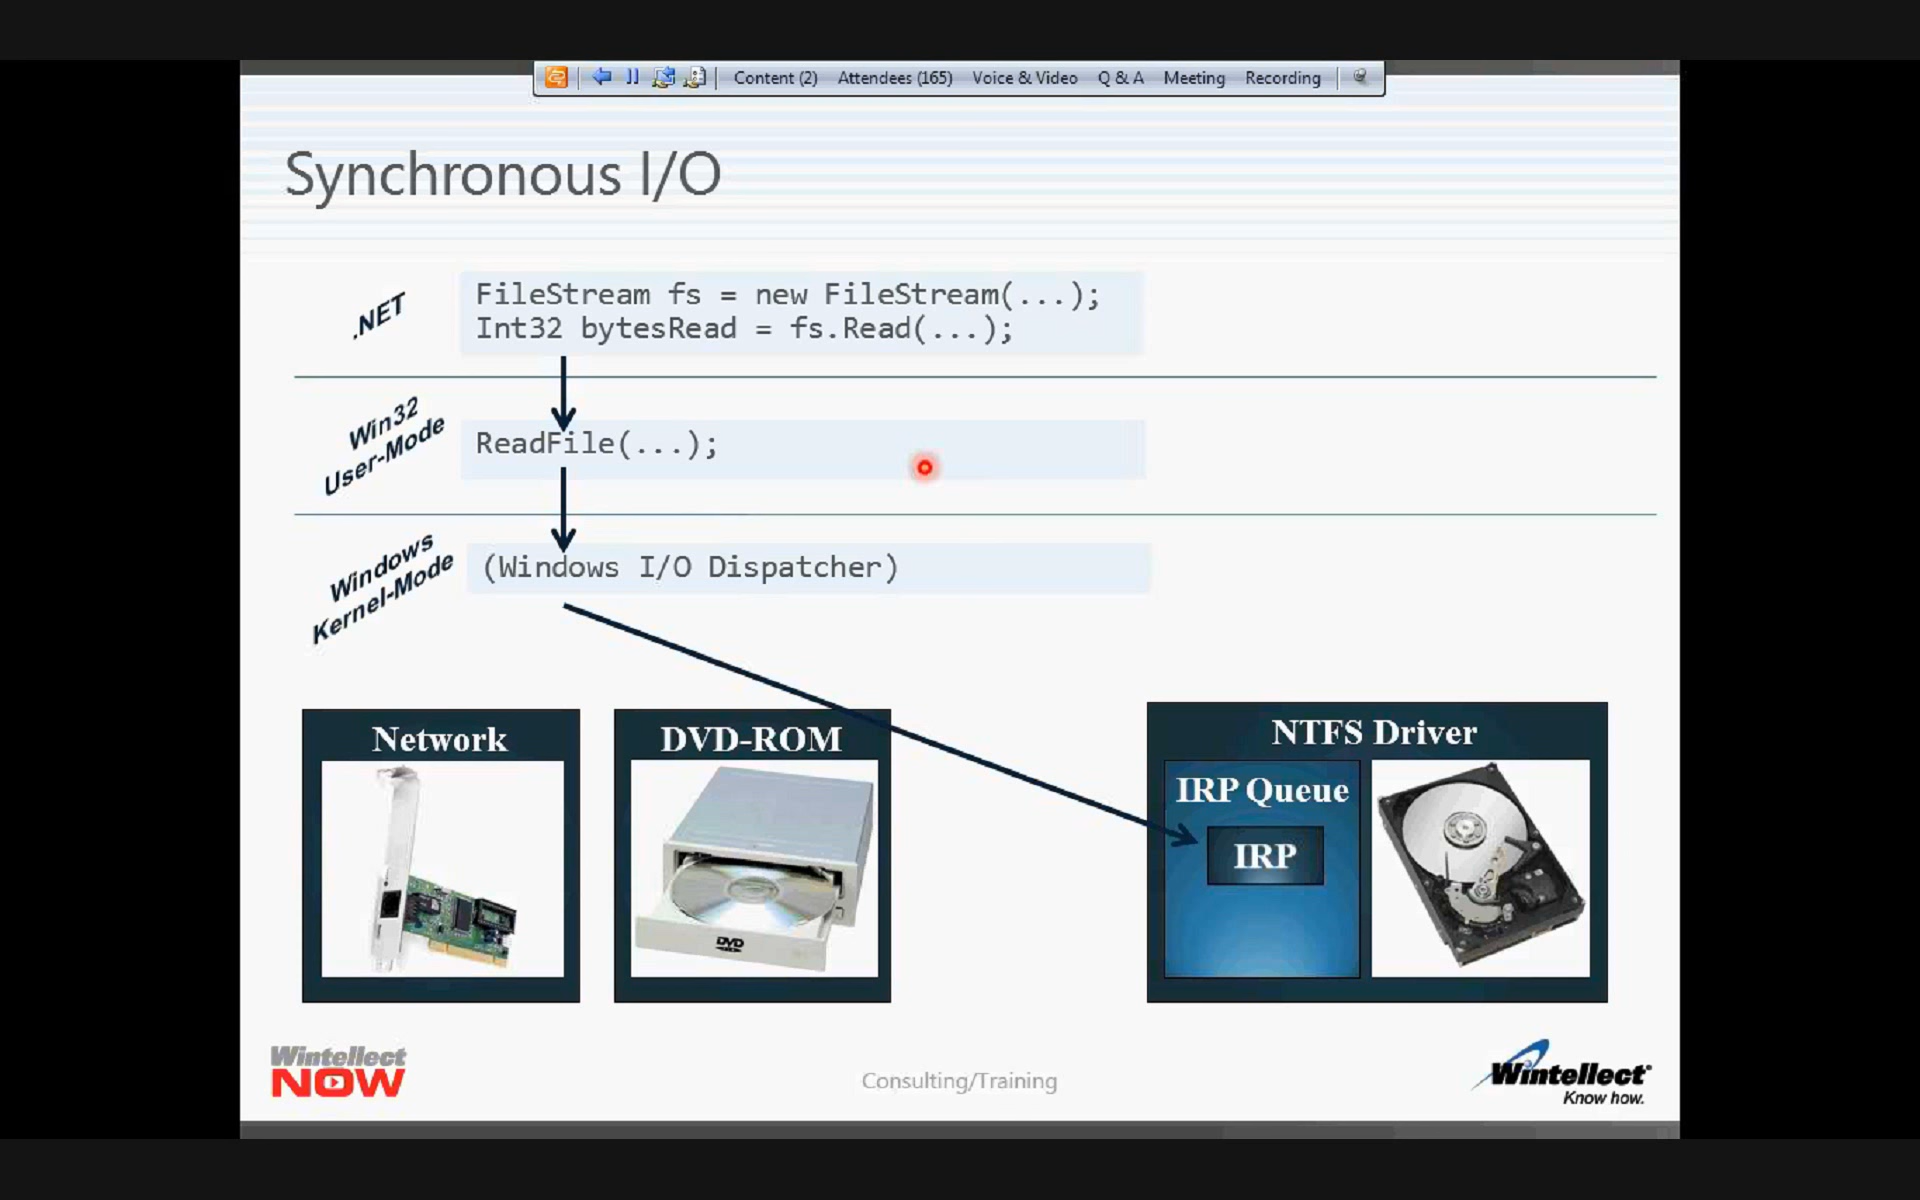 Content (2) Attendees (165) Voice & Video Q & A Meeting Recording
Synchronous I/O
.NET
FileStream fs = new FileStream(...);
Int32 bytesRead = fs.Read(...);
Win32
User-Mode
ReadFile(...);
Windows
Kernel-Mode
(Windows I/O Dispatcher)
Network
DVD-ROM
DVD
NTFS Driver
IRP Queue
IRP
Wintellect
NOW
Consulting/Training
Wintellect
Know how.